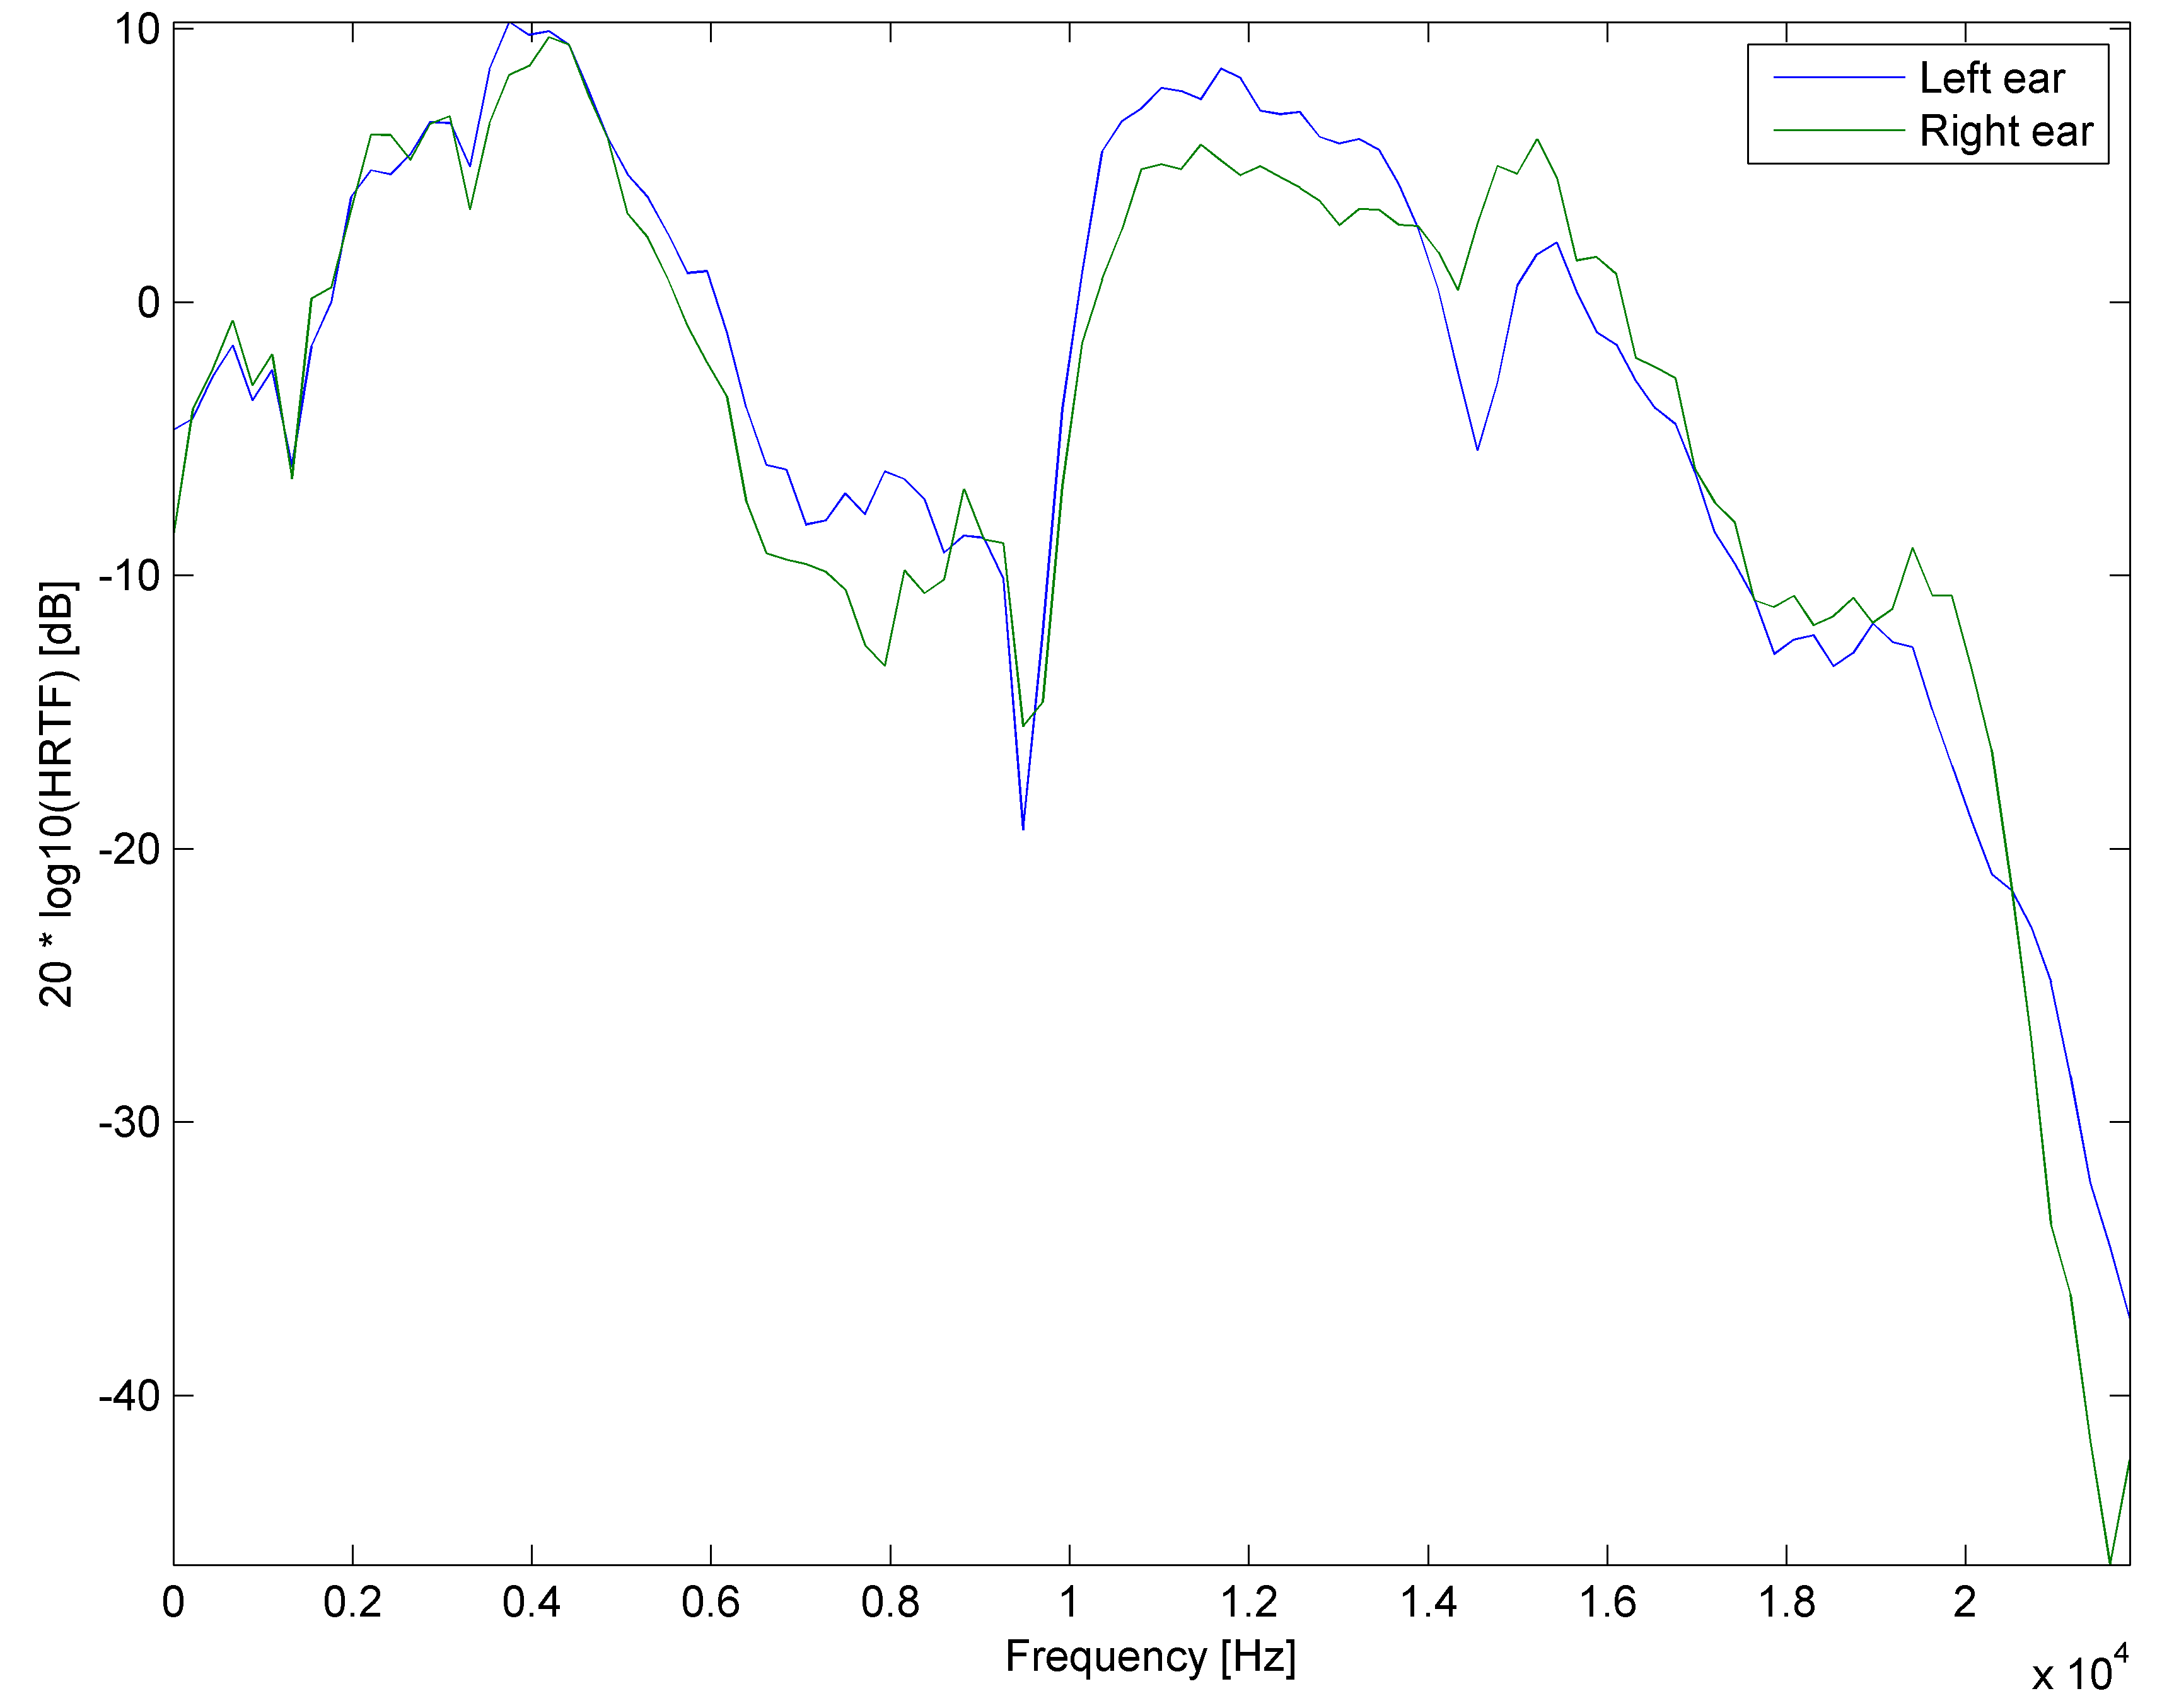 10
0
-10
-20
-30
-40
20 * log10(HRTF) [dB]
Left ear
Right ear
0 0.2 0.4 0.6 0.8 1 1.2 1.4 1.6 1.8 2
Frequency [Hz]
x 10^4